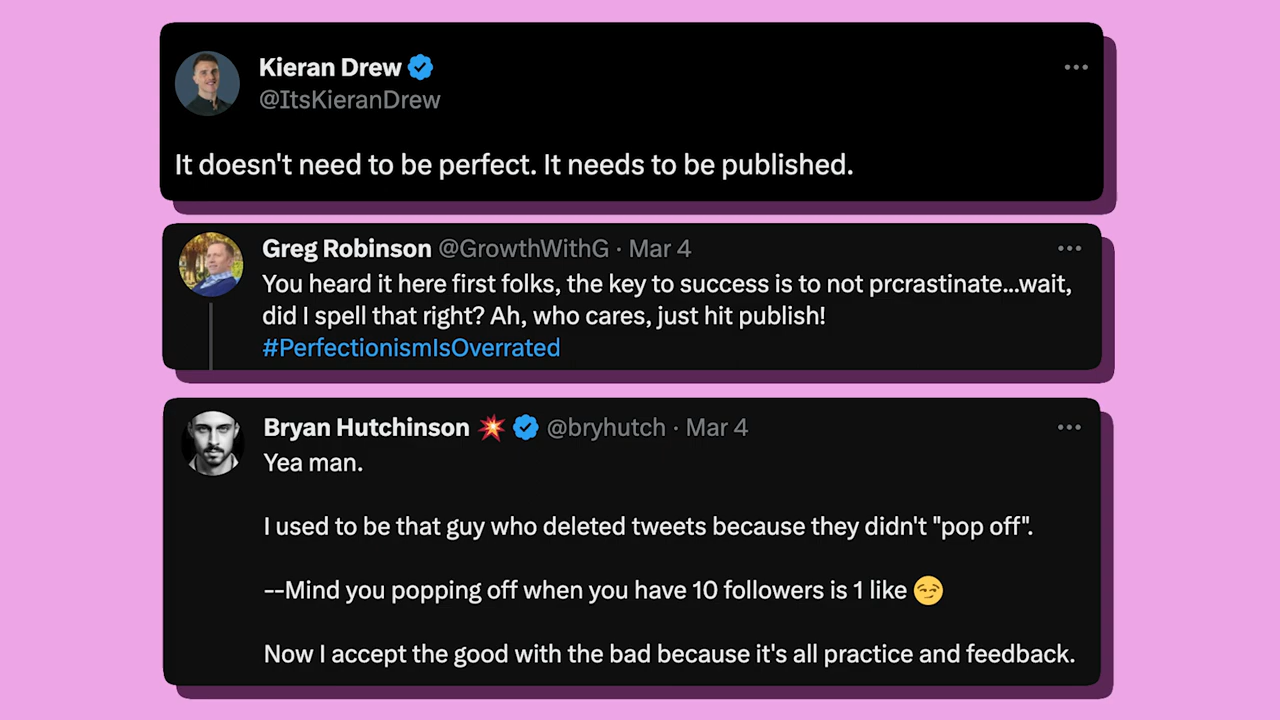 Kieran Drew
@ItsKieranDrew
It doesn't need to be perfect. It needs to be published.
Greg Robinson @GrowthWithG · Mar 4
You heard it here first folks, the key to success is to not prcrastinate...wait,
did I spell that right? Ah, who cares, just hit publish!
#PerfectionismIsOverrated
Bryan Hutchinson 💥 @bryhutch · Mar 4
Yea man.
I used to be that guy who deleted tweets because they didn't "pop off".
--Mind you popping off when you have 10 followers is 1 like 😏
Now I accept the good with the bad because it's all practice and feedback.